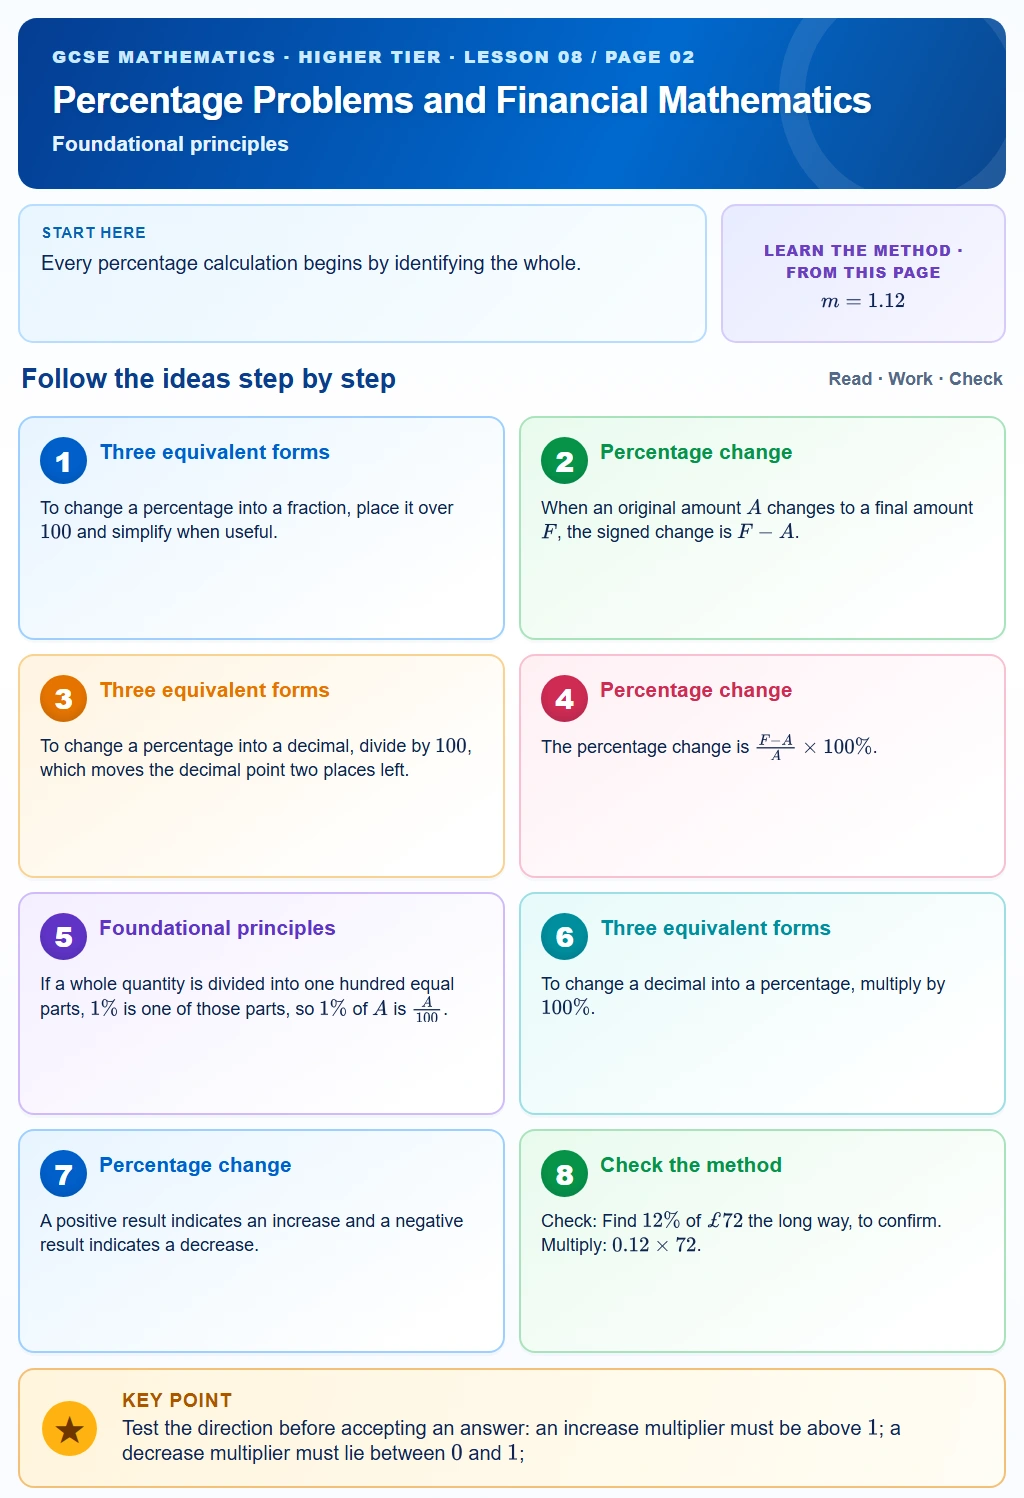 GCSE MATHEMATICS · HIGHER TIER · LESSON 08 / PAGE 02
Percentage Problems and Financial Mathematics
Foundational principles
START HERE
Every percentage calculation begins by identifying the whole.
LEARN THE METHOD ·
FROM THIS PAGE
m = 1.12
Follow the ideas step by step
Read · Work · Check
1 Three equivalent forms
To change a percentage into a fraction, place it over
100 and simplify when useful.
2 Percentage change
When an original amount A changes to a final amount
F, the signed change is F − A.
3 Three equivalent forms
To change a percentage into a decimal, divide by 100,
which moves the decimal point two places left.
4 Percentage change
The percentage change is \frac{F−A}{A} × 100%.
5 Foundational principles
If a whole quantity is divided into one hundred equal
parts, 1% is one of those parts, so 1% of A is \frac{A}{100}.
6 Three equivalent forms
To change a decimal into a percentage, multiply by
100%.
7 Percentage change
A positive result indicates an increase and a negative
result indicates a decrease.
8 Check the method
Check: Find 12% of £72 the long way, to confirm.
Multiply: 0.12 × 72.
KEY POINT
Test the direction before accepting an answer: an increase multiplier must be above 1; a
decrease multiplier must lie between 0 and 1;